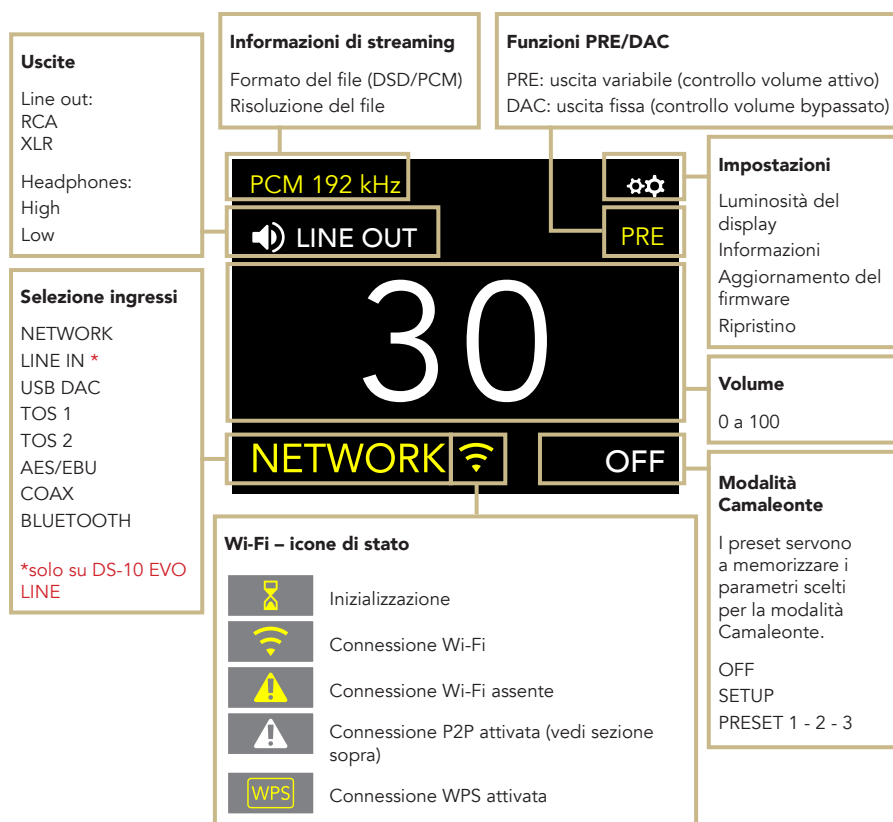 Uscite
Line out:
RCA
XLR
Headphones:
High
Low
Informazioni di streaming
Formato del file (DSD/PCM)
Risoluzione del file
Funzioni PRE/DAC
PRE: uscita variabile (controllo volume attivo)
DAC: uscita fissa (controllo volume bypassato)
PCM 192 kHz
LINE OUT
PRE
30
NETWORK
OFF
Impostazioni
Luminosità del
display
Informazioni
Aggiornamento del
firmware
Ripristino
Selezione ingressi
NETWORK
LINE IN *
USB DAC
TOS 1
TOS 2
AES/EBU
COAX
BLUETOOTH
*solo su DS-10 EVO
LINE
Volume
0 a 100
Modalità
Camaleonte
I preset servono
a memorizzare i
parametri scelti
per la modalità
Camaleonte.
OFF
SETUP
PRESET 1 - 2 - 3
Wi-Fi – icone di stato
Inizializzazione
Connessione Wi-Fi
Connessione Wi-Fi assente
Connessione P2P attivata (vedi sezione
sopra)
WPS
Connessione WPS attivata